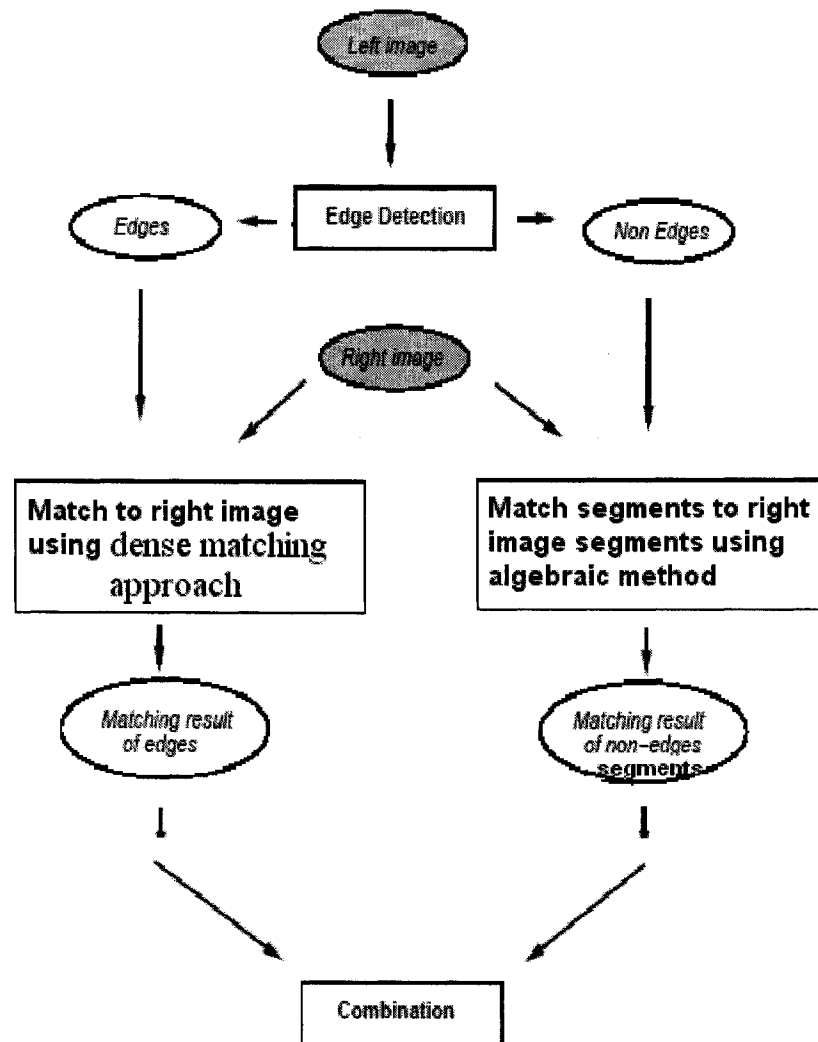 Left image
Edge Detection
Edges
Non Edges
Right image
Match to right image
using dense matching
approach
Match segments to right
image segments using
algebraic method
Matching result
of edges
Matching result
of non-edges
segments
Combination